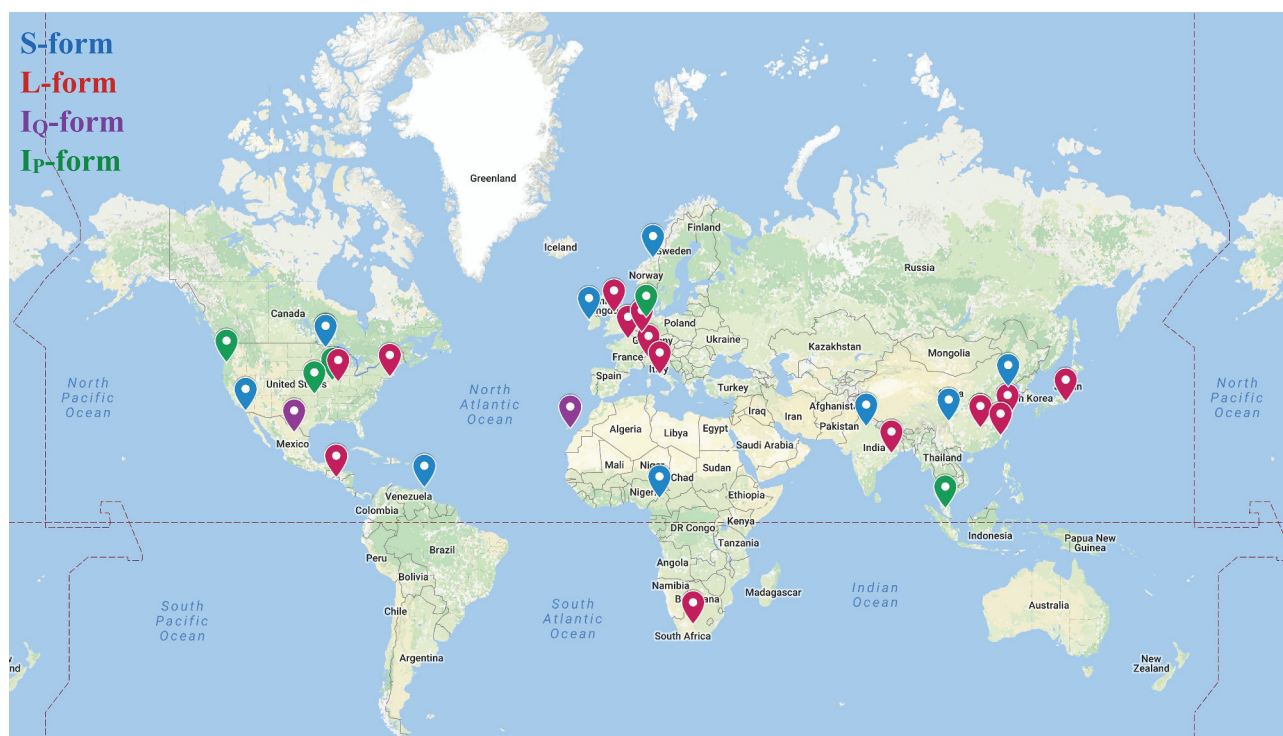 S-form
L-form
IQ-form
IP-form
Greenland
Iceland
Finland
Sweden
Norway
Russia
Canada
Poland
Ukraine
France
Spain
Turkey
Kazakhstan
Mongolia
North
Pacific
Ocean
United States
North
Atlantic
Ocean
Mexico
Iraq
Iran
Afghanistan
Pakistan
India
Thailand
North
Pacific
Ocean
Algeria
Libya
Egypt
Saudi Arabia
Mali
Chad
Sudan
Ethiopia
Venezuela
Colombia
DR Congo
Kenya
Tanzania
Indonesia
Papua New
Guinea
Brazil
Peru
Bolivia
Angola
Namibia
Madagascar
Indian
Ocean
South
Pacific
Ocean
Chile
South
Atlantic
Ocean
South Africa
Australia
Argentina
New
Zealand